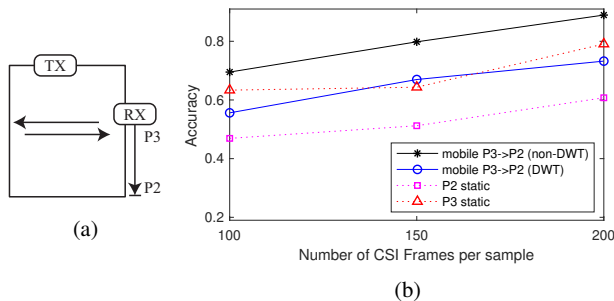 TX
RX
P3
P2
(a)
Accuracy
0.8
0.6
0.4
0.2
100
150
200
Number of CSI Frames per sample
mobile P3->P2 (non-DWT)
mobile P3->P2 (DWT)
P2 static
P3 static
(b)